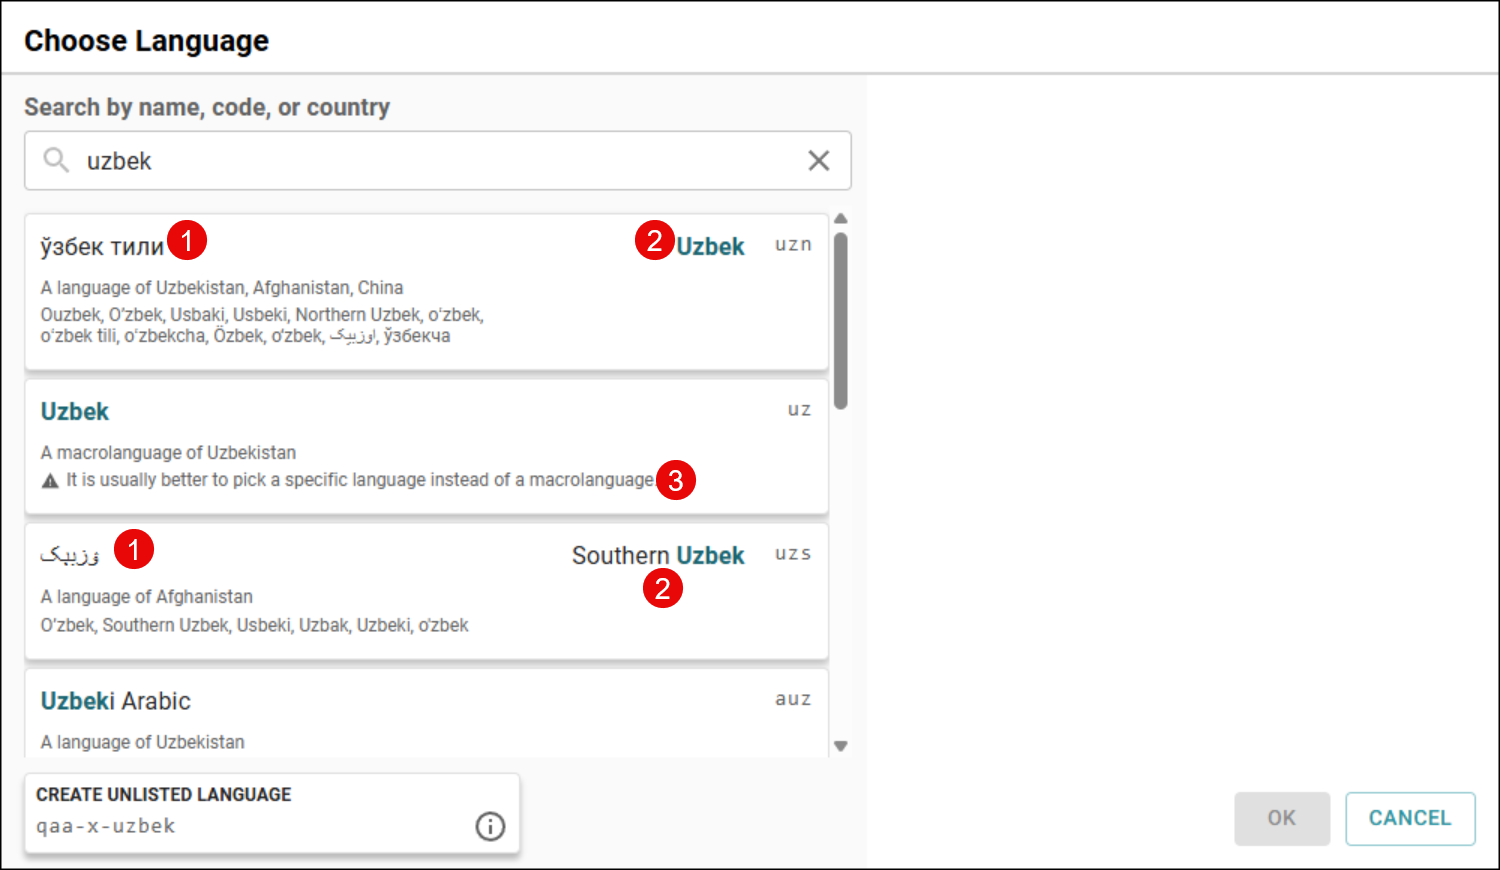 Choose Language
Search by name, code, or country
uzbek
ўзбек тили 1 2 Uzbek uzn
A language of Uzbekistan, Afghanistan, China
Ouzbek, O’zbek, Usbaki, Usbeki, Northern Uzbek, oʻzbek,
oʻzbek tili, oʻzbekcha, Özbek, o‘zbek, اوزبیک, ўзбекча
Uzbek uz
A macrolanguage of Uzbekistan
It is usually better to pick a specific language instead of a macrolanguage. 3
ۉزبېک 1 Southern Uzbek uzs
2
A language of Afghanistan
O’zbek, Southern Uzbek, Usbeki, Uzbak, Uzbeki, o'zbek
Uzbeki Arabic auz
A language of Uzbekistan
CREATE UNLISTED LANGUAGE
qaa-x-uzbek
OK CANCEL